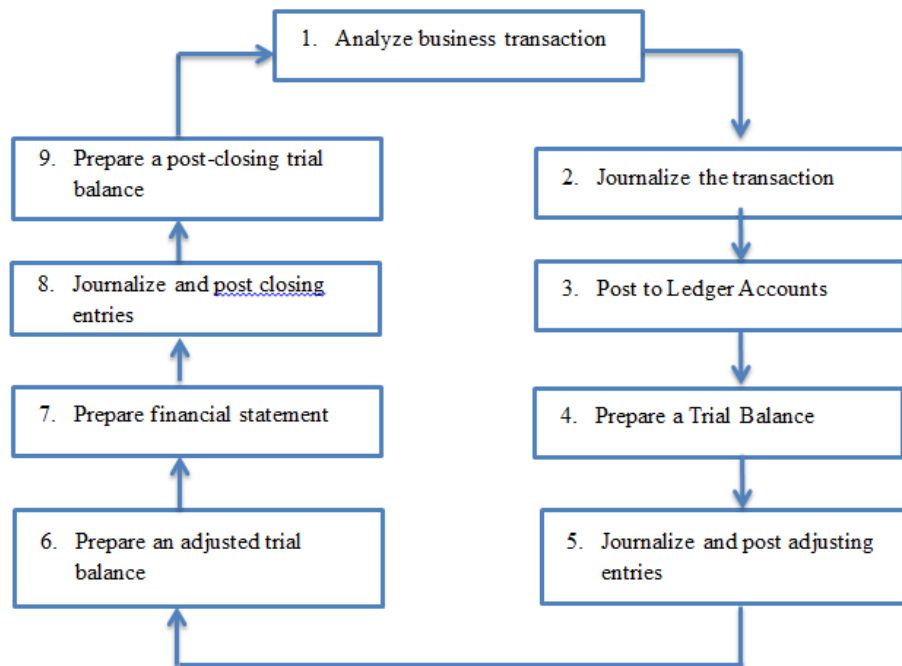 1. Analyze business transaction
2. Journalize the transaction
3. Post to Ledger Accounts
4. Prepare a Trial Balance
5. Journalize and post adjusting
entries
6. Prepare an adjusted trial
balance
7. Prepare financial statement
8. Journalize and post closing
entries
9. Prepare a post-closing trial
balance